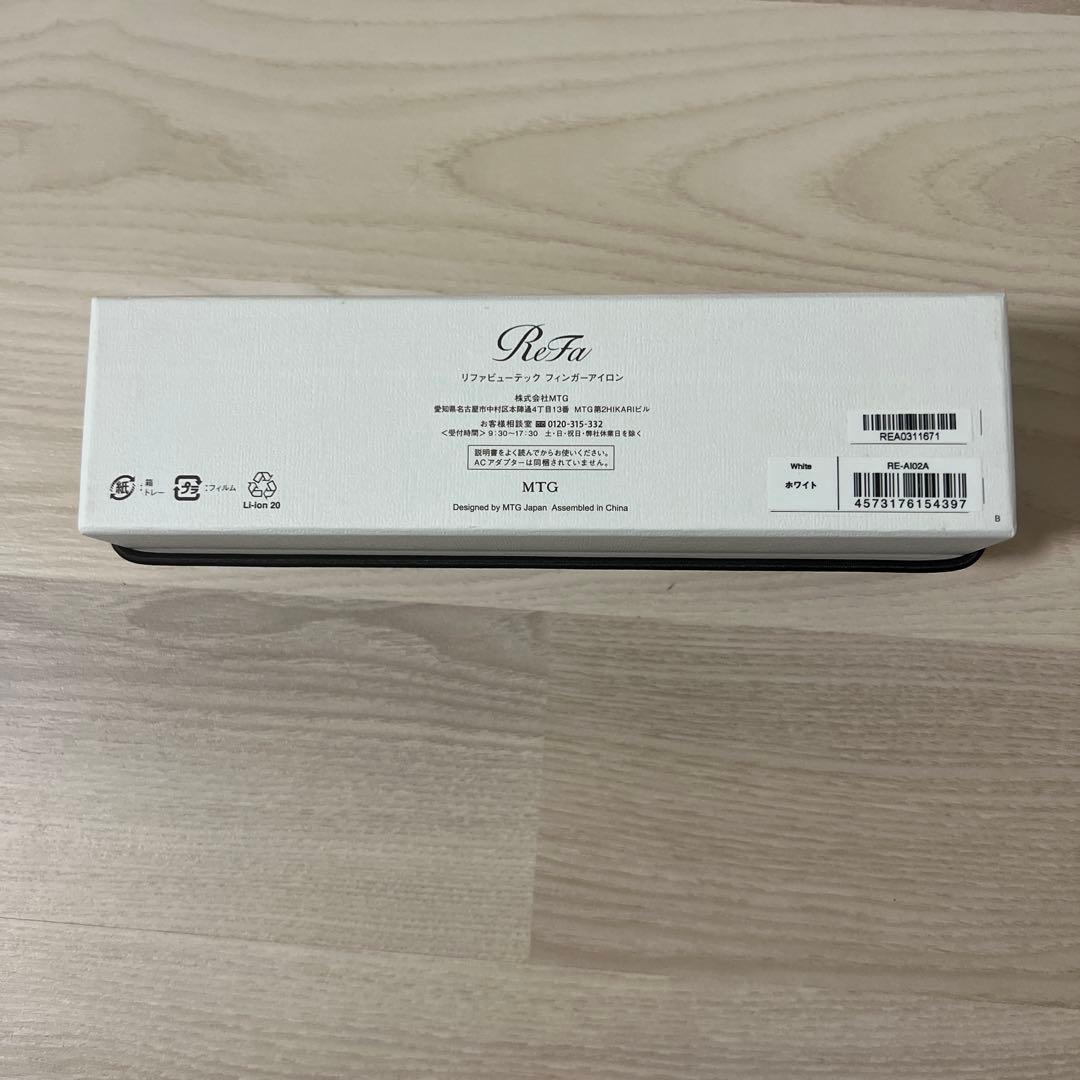 ReFa
リファビューテック フィンガーアイロン
株式会社MTG
愛知県名古屋市中村区本陣通4丁目13番 MTG第2HIKARIビル
お客様相談室 0120-315-332
＜受付時間＞9:30〜17:30 土・日・祝日・弊社休業日を除く
説明書をよく読んでからお使いください。
ACアダプターは同梱されていません。
MTG
Designed by MTG Japan Assembled in China
紙 :箱
トレー
プラ :フィルム
Li-ion 20
REA0311671
White
ホワイト
RE-AI02A
4573176154397
B